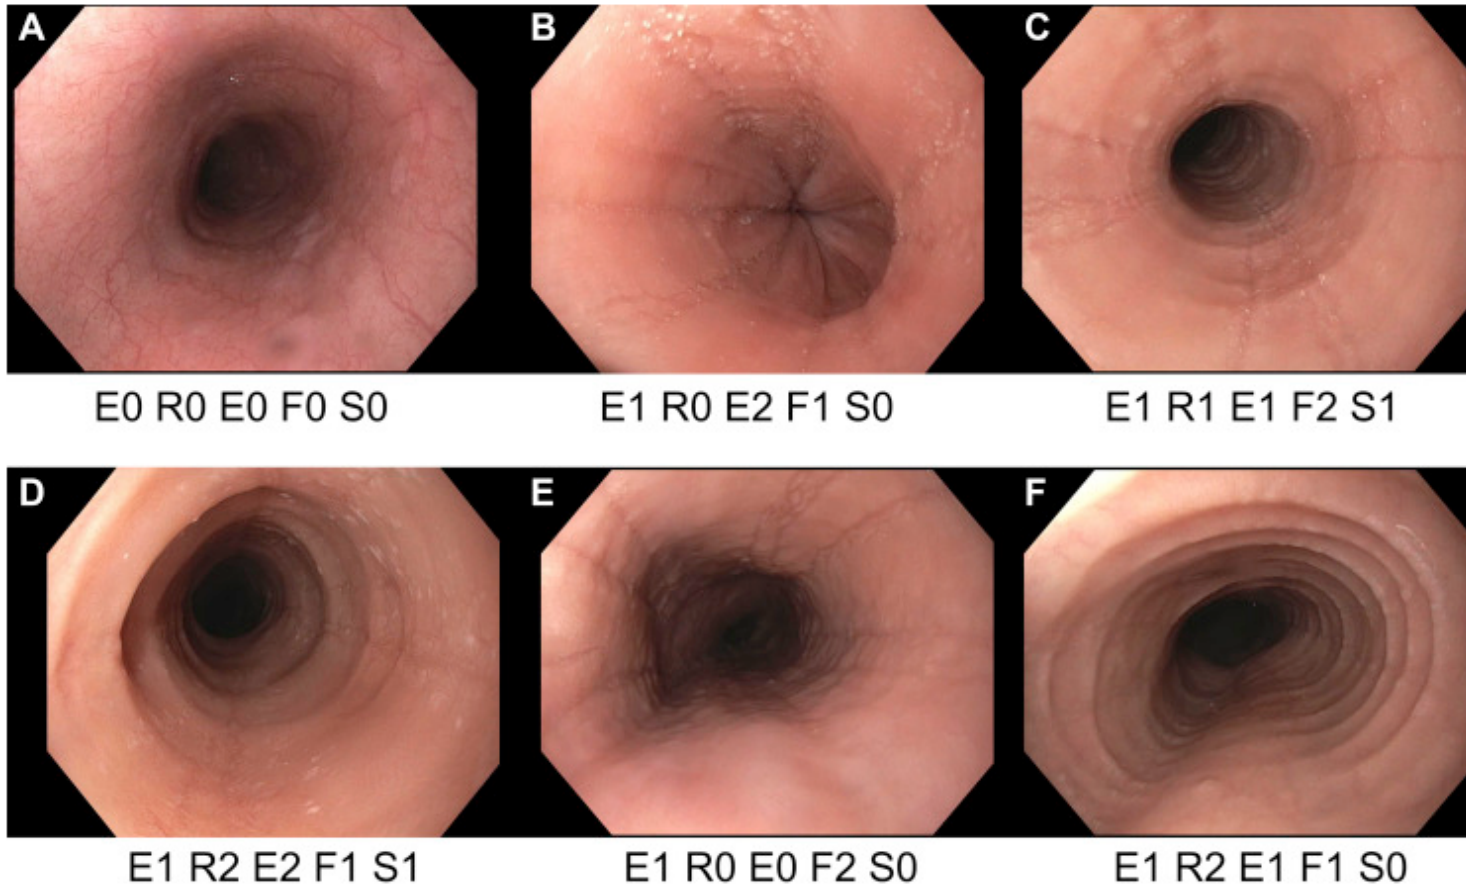 A
B
C
E0 R0 E0 F0 S0
E1 R0 E2 F1 S0
E1 R1 E1 F2 S1
D
E
F
E1 R2 E2 F1 S1
E1 R0 E0 F2 S0
E1 R2 E1 F1 S0